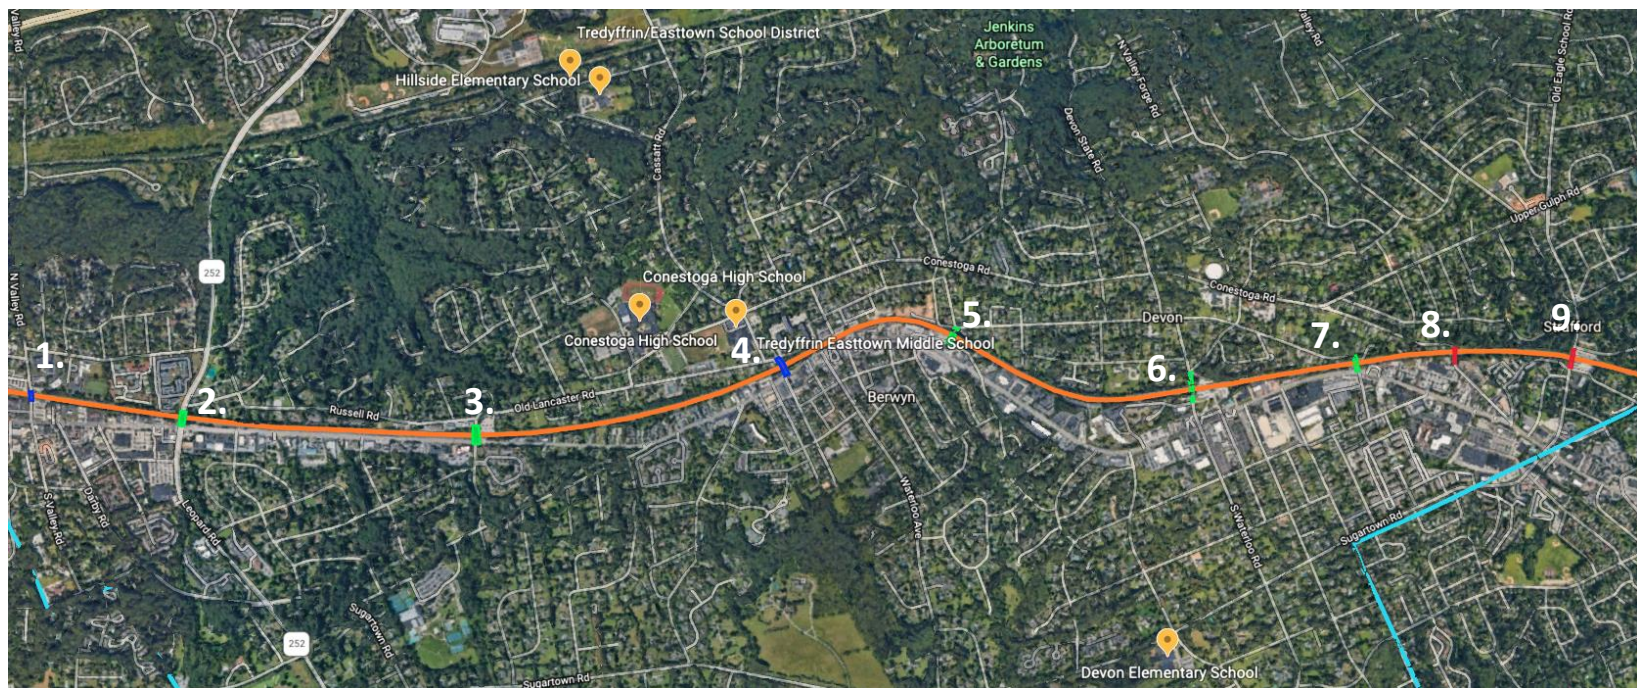 Valley Rd
Tredyffrin/Easttown School District
Hillside Elementary School
Jenkins
Arboretum
& Gardens
N Valley Forge Rd
Valley Rd
Old Eagle School Rd
Cassatt Rd
Devon State Rd
Upper Gulph Rd
252
N Valley Rd
Conestoga High School
Conestoga Rd
Conestoga Rd
Conestoga High School
Tredyffrin Easttown Middle School
Devon
Strafford
1.
2.
3.
4.
5.
6.
7.
8.
9.
Russell Rd
Old Lancaster Rd
Berwyn
S Valley Rd
Darby Rd
Leopard Rd
Waterloo Ave
S Waterloo Rd
Sugartown Rd
Sugartown Rd
252
Sugartown Rd
Devon Elementary School